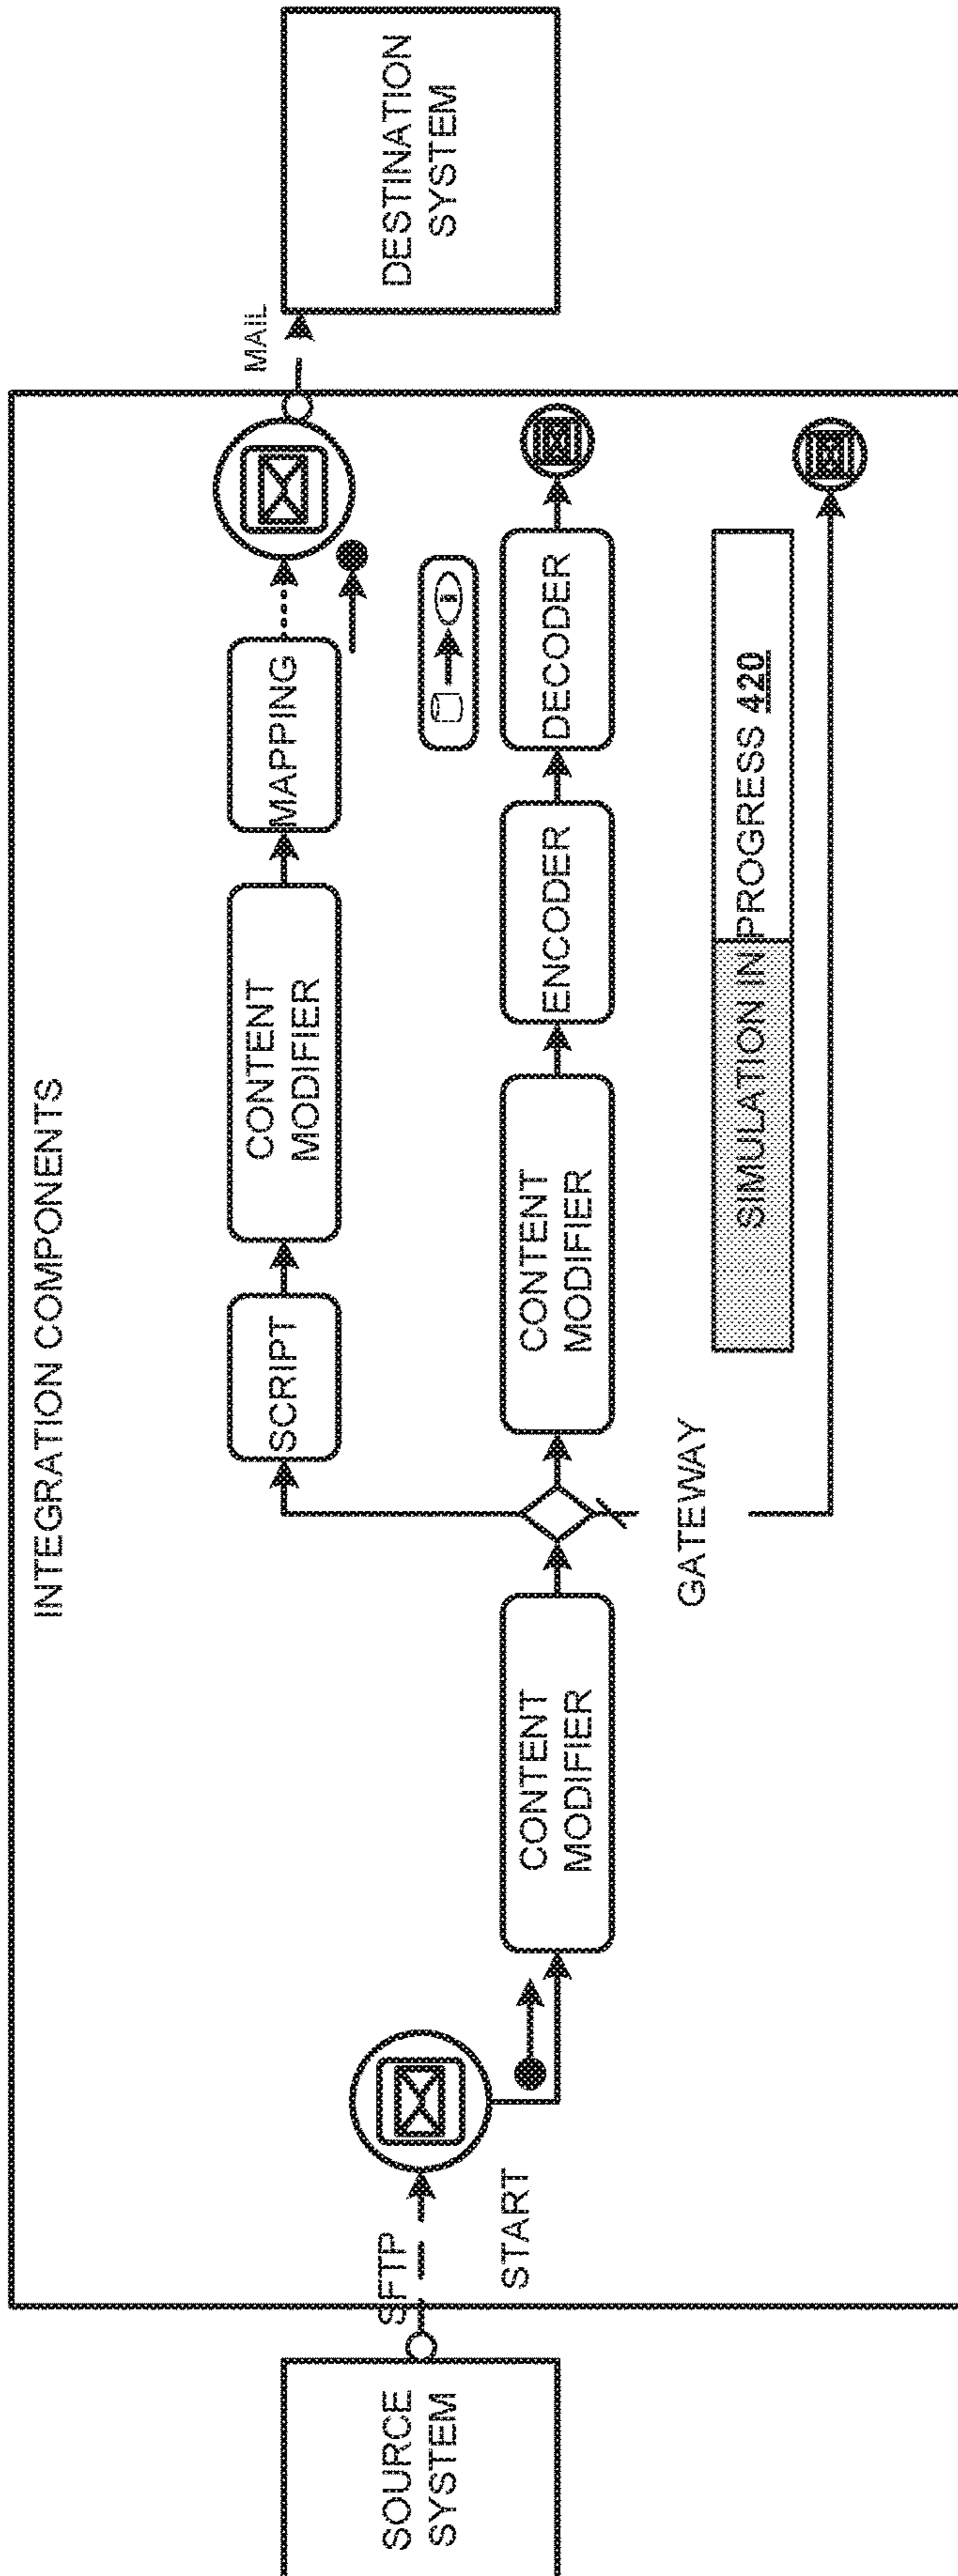 INTEGRATION COMPONENTS
SOURCE
SYSTEM
SFTP
START
CONTENT
MODIFIER
GATEWAY
SCRIPT
CONTENT
MODIFIER
MAPPING
MAIL
DESTINATION
SYSTEM
CONTENT
MODIFIER
ENCODER
DECODER
SIMULATION IN PROGRESS 420